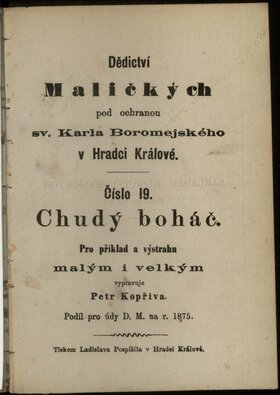 Dědictví
Maličkých
pod ochranou
sv. Karla Boromejského
v Hradci Králové.
Číslo 19.
Chudý boháč.
Pro příklad a výstrahu
malým i velkým
vypravuje
Petr Kopřiva.
Podíl pro údy D. M. na r. 1875.
Tiskem Ladislava Pospíšila v Hradci Králové.